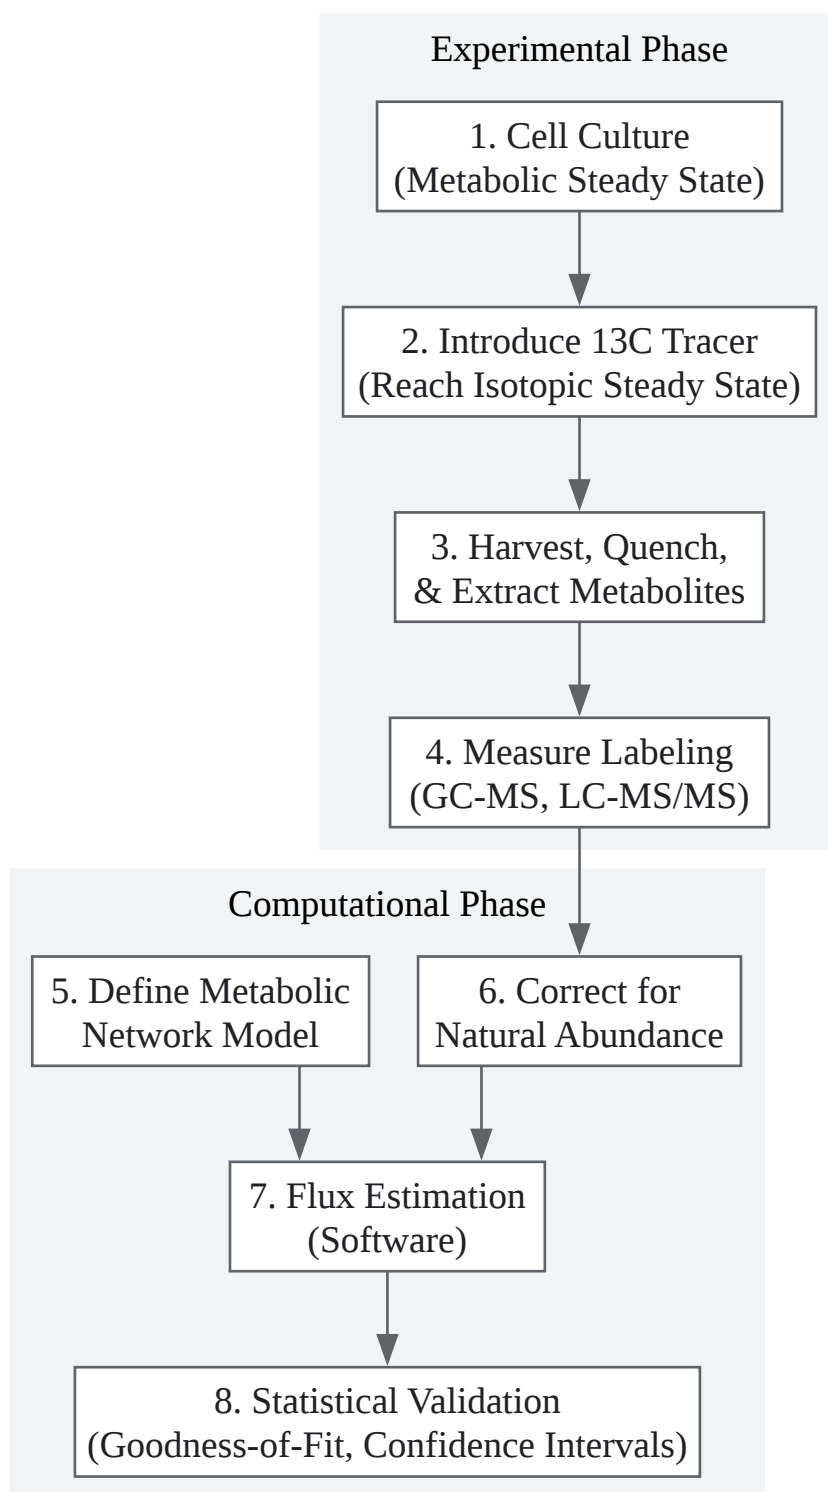 Experimental Phase
1. Cell Culture
(Metabolic Steady State)
2. Introduce 13C Tracer
(Reach Isotopic Steady State)
3. Harvest, Quench,
& Extract Metabolites
4. Measure Labeling
(GC-MS, LC-MS/MS)
Computational Phase
5. Define Metabolic
Network Model
6. Correct for
Natural Abundance
7. Flux Estimation
(Software)
8. Statistical Validation
(Goodness-of-Fit, Confidence Intervals)